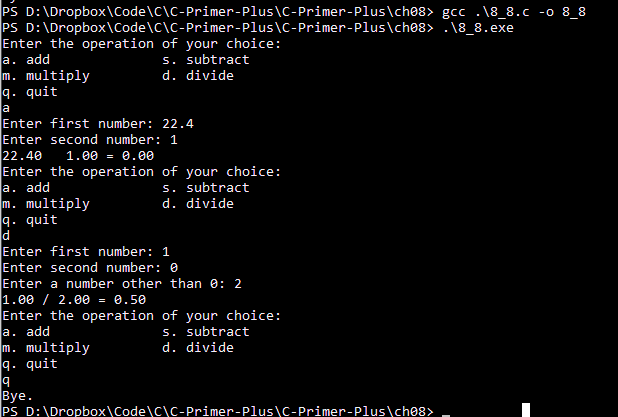 PS D:\Dropbox\Code\C\C-Primer-Plus\C-Primer-Plus\ch08> gcc .\8_8.c -o 8_8
PS D:\Dropbox\Code\C\C-Primer-Plus\C-Primer-Plus\ch08> .\8_8.exe
Enter the operation of your choice:
a. add              s. subtract
m. multiply         d. divide
q. quit
a
Enter first number: 22.4
Enter second number: 1
22.40   1.00 = 0.00
Enter the operation of your choice:
a. add              s. subtract
m. multiply         d. divide
q. quit
d
Enter first number: 1
Enter second number: 0
Enter a number other than 0: 2
1.00 / 2.00 = 0.50
Enter the operation of your choice:
a. add              s. subtract
m. multiply         d. divide
q. quit
q
Bye.
PS D:\Dropbox\Code\C\C-Primer-Plus\C-Primer-Plus\ch08>